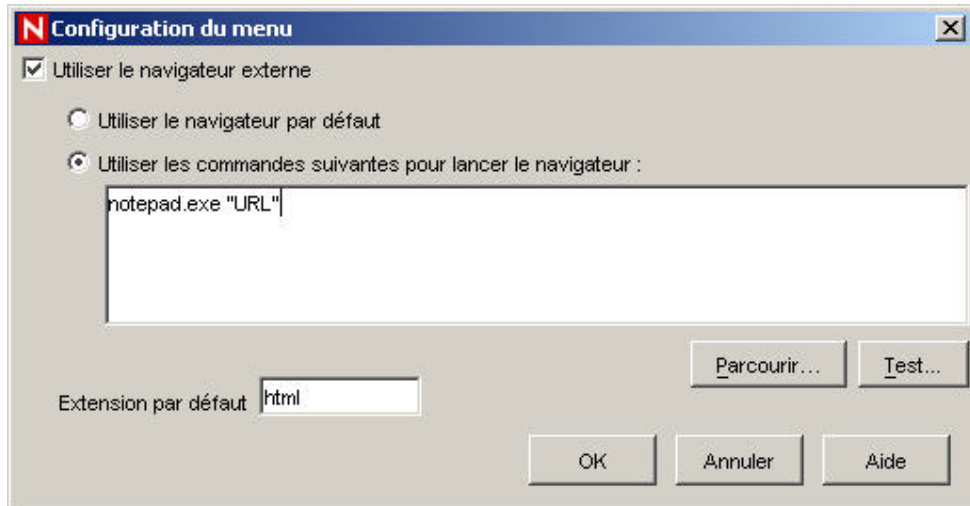 N Configuration du menu
Utiliser le navigateur externe
Utiliser le navigateur par défaut
Utiliser les commandes suivantes pour lancer le navigateur :
notepad.exe "URL"
Parcourir... Test...
Extension par défaut html
OK Annuler Aide